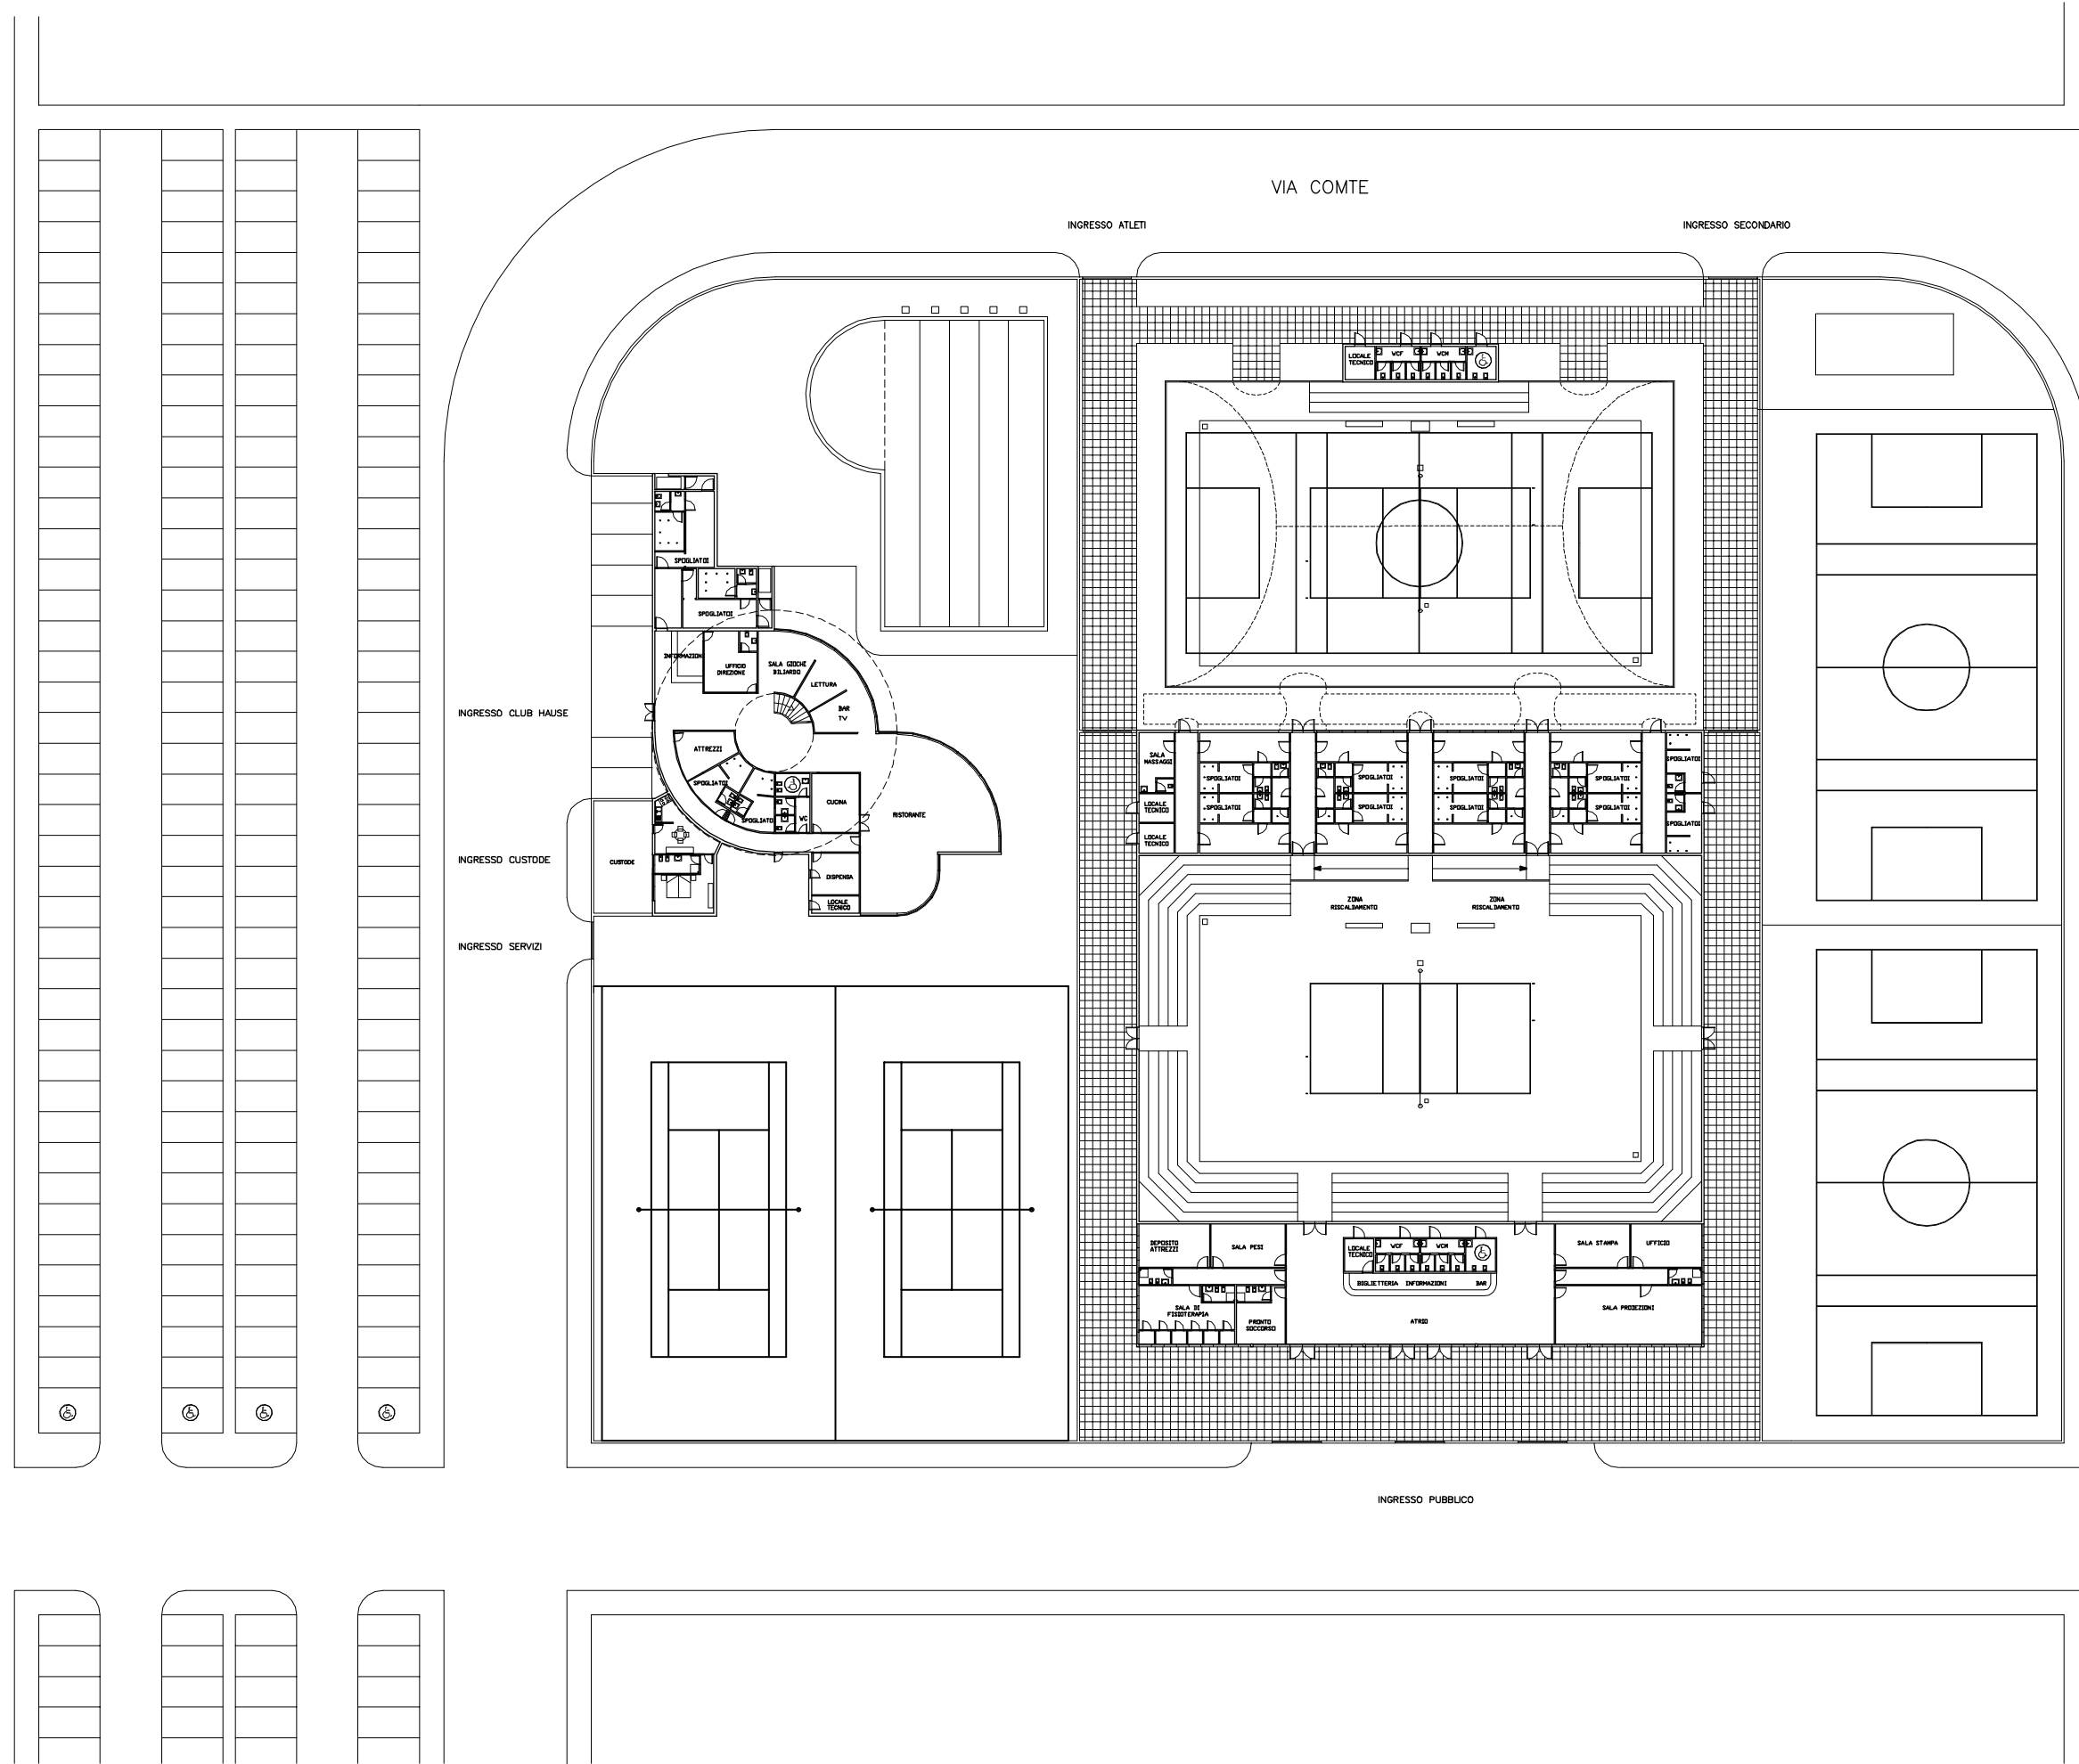 VIA COMTE
INGRESSO ATLETI
INGRESSO SECONDARIO
LOCALE
TECNICO
WCF
WCM
SPOGLIATOI
SPOGLIATOI
INFORMAZIONI
UFFICIO
DIREZIONE
SALA GIOCHI
BILIARDO
LETTURA
BAR
TV
INGRESSO CLUB HAUSE
ATTREZZI
SPOGLIATOI
SPOGLIATOI
WC
CUCINA
RISTORANTE
INGRESSO CUSTODE
CUSTODE
DISPENSA
LOCALE
TECNICO
INGRESSO SERVIZI
SALA
MASSAGGI
LOCALE
TECNICO
LOCALE
TECNICO
SPOGLIATOI
SPOGLIATOI
SPOGLIATOI
SPOGLIATOI
SPOGLIATOI
SPOGLIATOI
SPOGLIATOI
SPOGLIATOI
SPOGLIATOI
SPOGLIATOI
ZONA
RISCALDAMENTO
ZONA
RISCALDAMENTO
DEPOSITO
ATTREZZI
SALA PESI
LOCALE
TECNICO
WCF
WCM
SALA STAMPA
UFFICIO
BIGLIETTERIA INFORMAZIONI BAR
SALA DI
FISIOTERAPIA
PRONTO
SOCCORSO
ATRIO
SALA PROIEZIONI
INGRESSO PUBBLICO